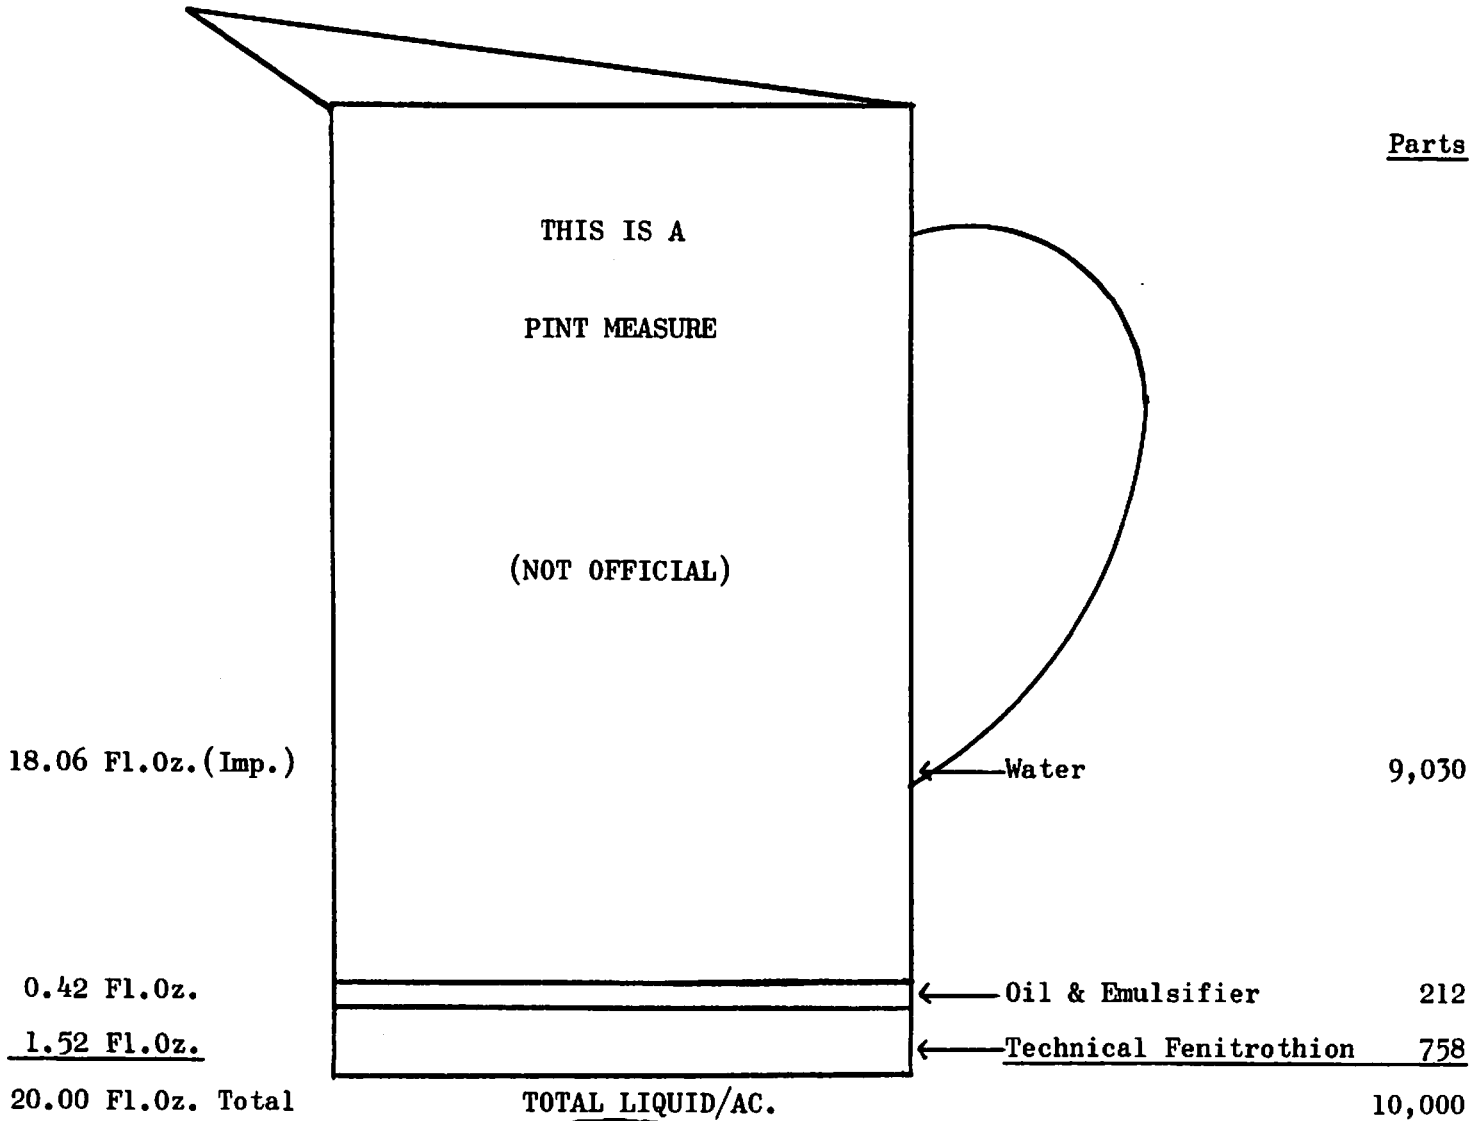 Parts
THIS IS A
PINT MEASURE
(NOT OFFICIAL)
18.06 Fl.Oz.(Imp.) Water 9,030
0.42 Fl.Oz. Oil & Emulsifier 212
1.52 Fl.Oz. Technical Fenitrothion 758
20.00 Fl.Oz. Total TOTAL LIQUID/AC. 10,000